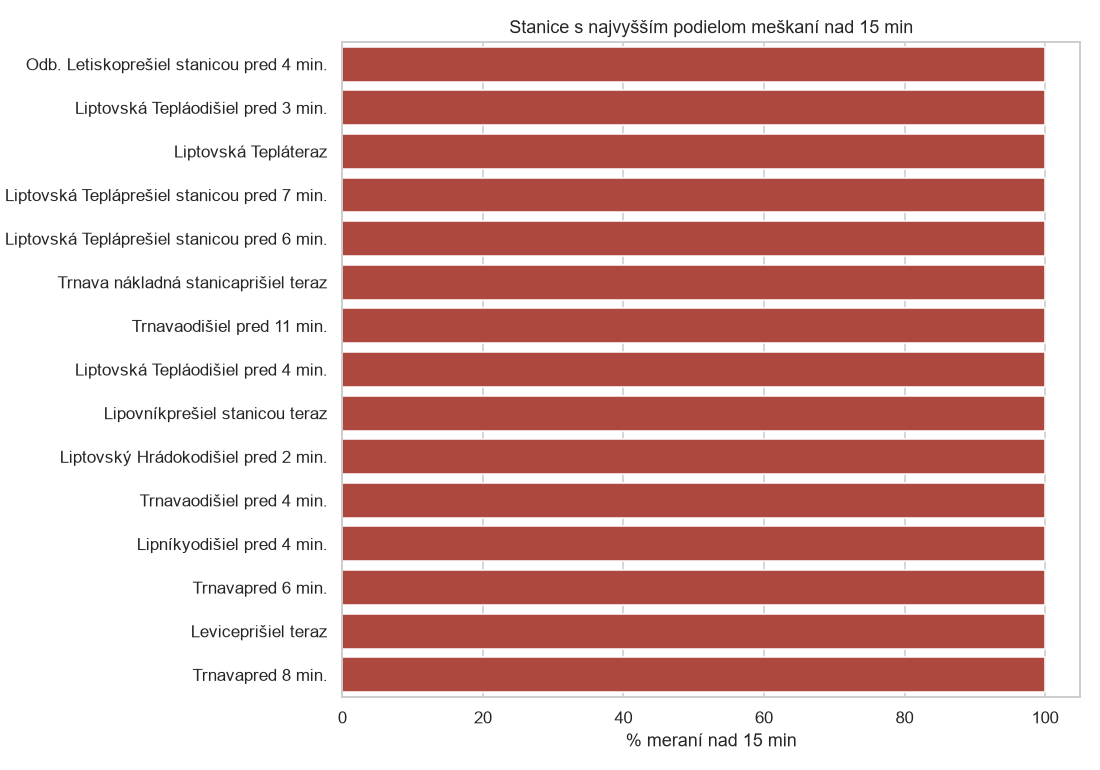 Stanice s najvyšším podielom meškaní nad 15 min
Odb. Letiskoprešiel stanicou pred 4 min.
Liptovská Tepláodišiel pred 3 min.
Liptovská Tepláteraz
Liptovská Tepláprešiel stanicou pred 7 min.
Liptovská Tepláprešiel stanicou pred 6 min.
Trnava nákladná stanicaprišiel teraz
Trnavaodišiel pred 11 min.
Liptovská Tepláodišiel pred 4 min.
Lipovníkprešiel stanicou teraz
Liptovský Hrádokodišiel pred 2 min.
Trnavaodišiel pred 4 min.
Lipníkyodišiel pred 4 min.
Trnavapred 6 min.
Leviceprišiel teraz
Trnavapred 8 min.
0 20 40 60 80 100
% meraní nad 15 min